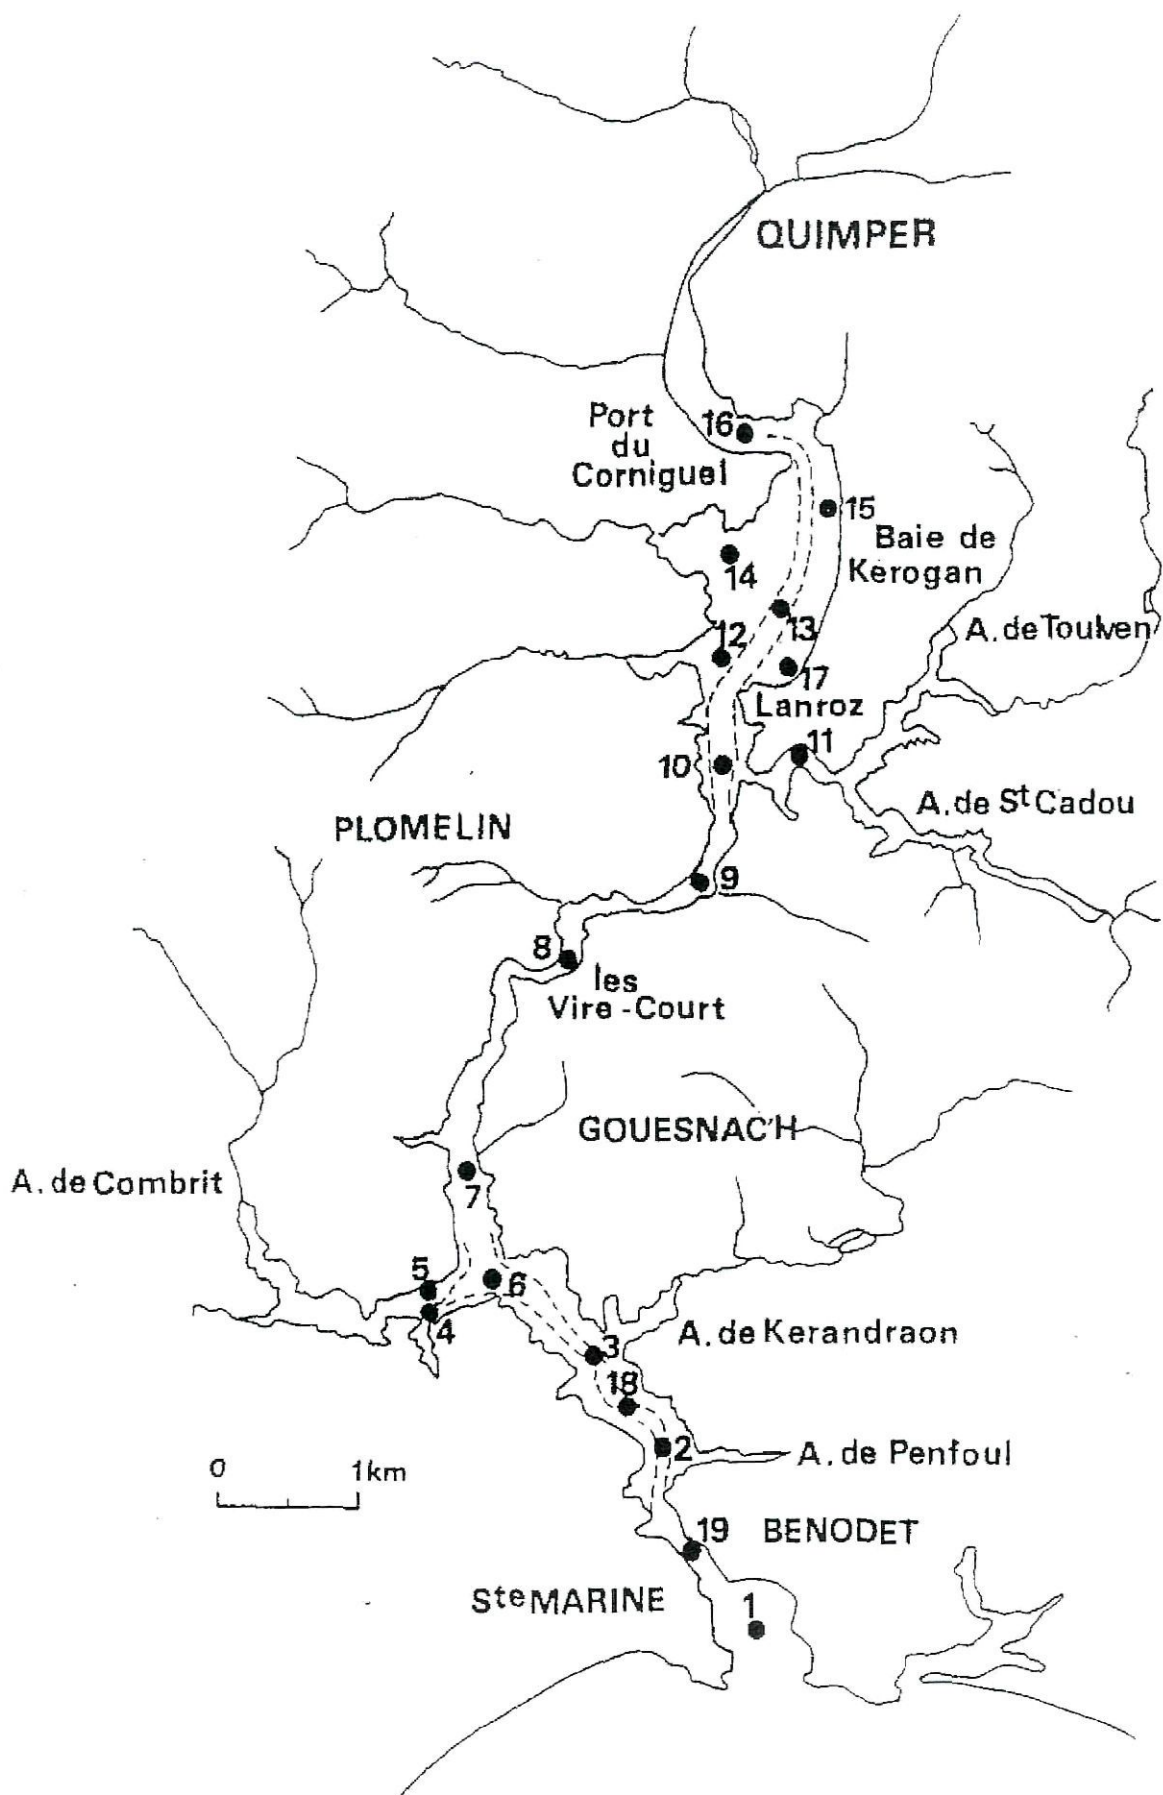 QUIMPER
Port
du
Corniguel
16
15
Baie de
Kerogan
14
13
A. de Toulven
12
17
Lanroz
11
10
A. de St Cadou
PLOMELIN
9
8
les
Vire-Court
GOUESNAC'H
A. de Combrit
7
5
6
4
A. de Kerandraon
3
18
2
A. de Penfoul
0
1km
19
BENODET
Ste MARINE
1